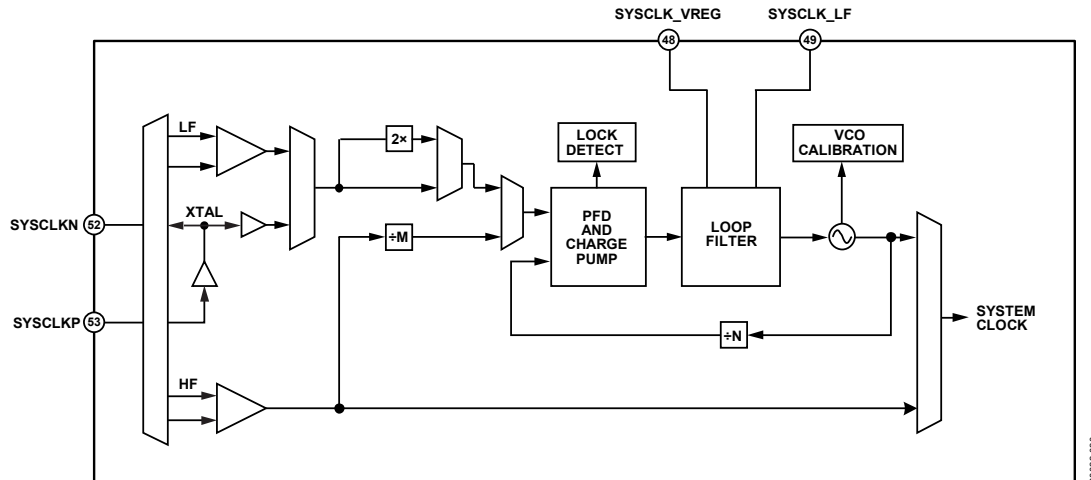 SYSCLK_VREG
SYSCLK_LF
48
49
LF
2×
LOCK
DETECT
VCO
CALIBRATION
SYSCLKN
52
XTAL
÷M
PFD
AND
CHARGE
PUMP
LOOP
FILTER
SYSCLKP
53
÷N
SYSTEM
CLOCK
HF